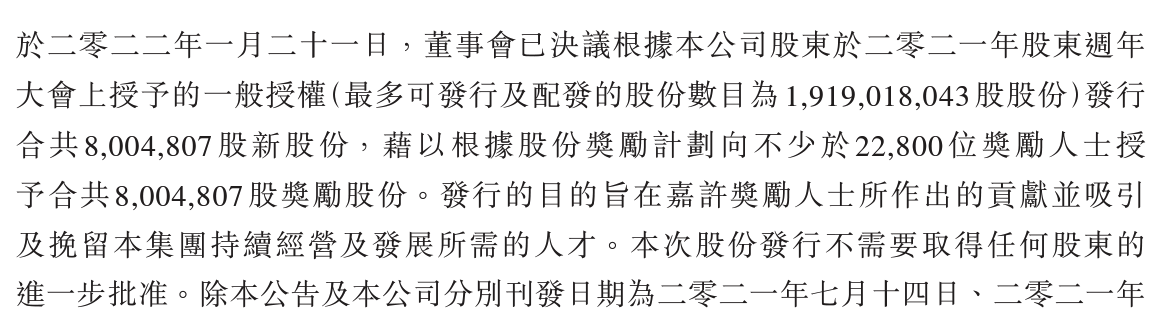 於二零二二年一月二十一日，董事會已決議根據本公司股東於二零二一年股東週年
大會上授予的一般授權(最多可發行及配發的股份數目為1,919,018,043股股份)發行
合共8,004,807股新股份，藉以根據股份獎勵計劃向不少於22,800位獎勵人士授
予合共8,004,807股獎勵股份。發行的目的旨在嘉許獎勵人士所作出的貢獻並吸引
及挽留本集團持續經營及發展所需的人才。本次股份發行不需要取得任何股東的
進一步批准。除本公告及本公司分別刊發日期為二零二一年七月十四日、二零二一年